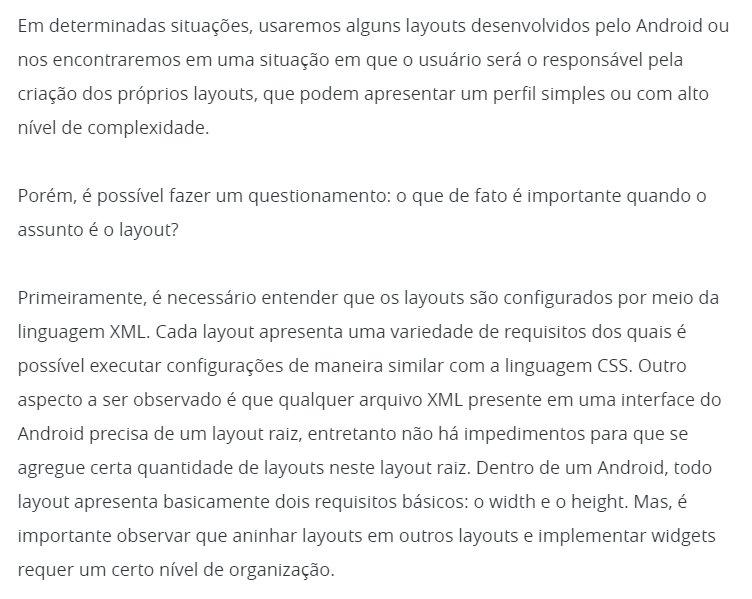 Em determinadas situações, usaremos alguns layouts desenvolvidos pelo Android ou
nos encontraremos em uma situação em que o usuário será o responsável pela
criação dos próprios layouts, que podem apresentar um perfil simples ou com alto
nível de complexidade.
Porém, é possível fazer um questionamento: o que de fato é importante quando o
assunto é o layout?
Primeiramente, é necessário entender que os layouts são configurados por meio da
linguagem XML. Cada layout apresenta uma variedade de requisitos dos quais é
possível executar configurações de maneira similar com a linguagem CSS. Outro
aspecto a ser observado é que qualquer arquivo XML presente em uma interface do
Android precisa de um layout raiz, entretanto não há impedimentos para que se
agregue certa quantidade de layouts neste layout raiz. Dentro de um Android, todo
layout apresenta basicamente dois requisitos básicos: o width e o height. Mas, é
importante observar que aninhar layouts em outros layouts e implementar widgets
requer um certo nível de organização.